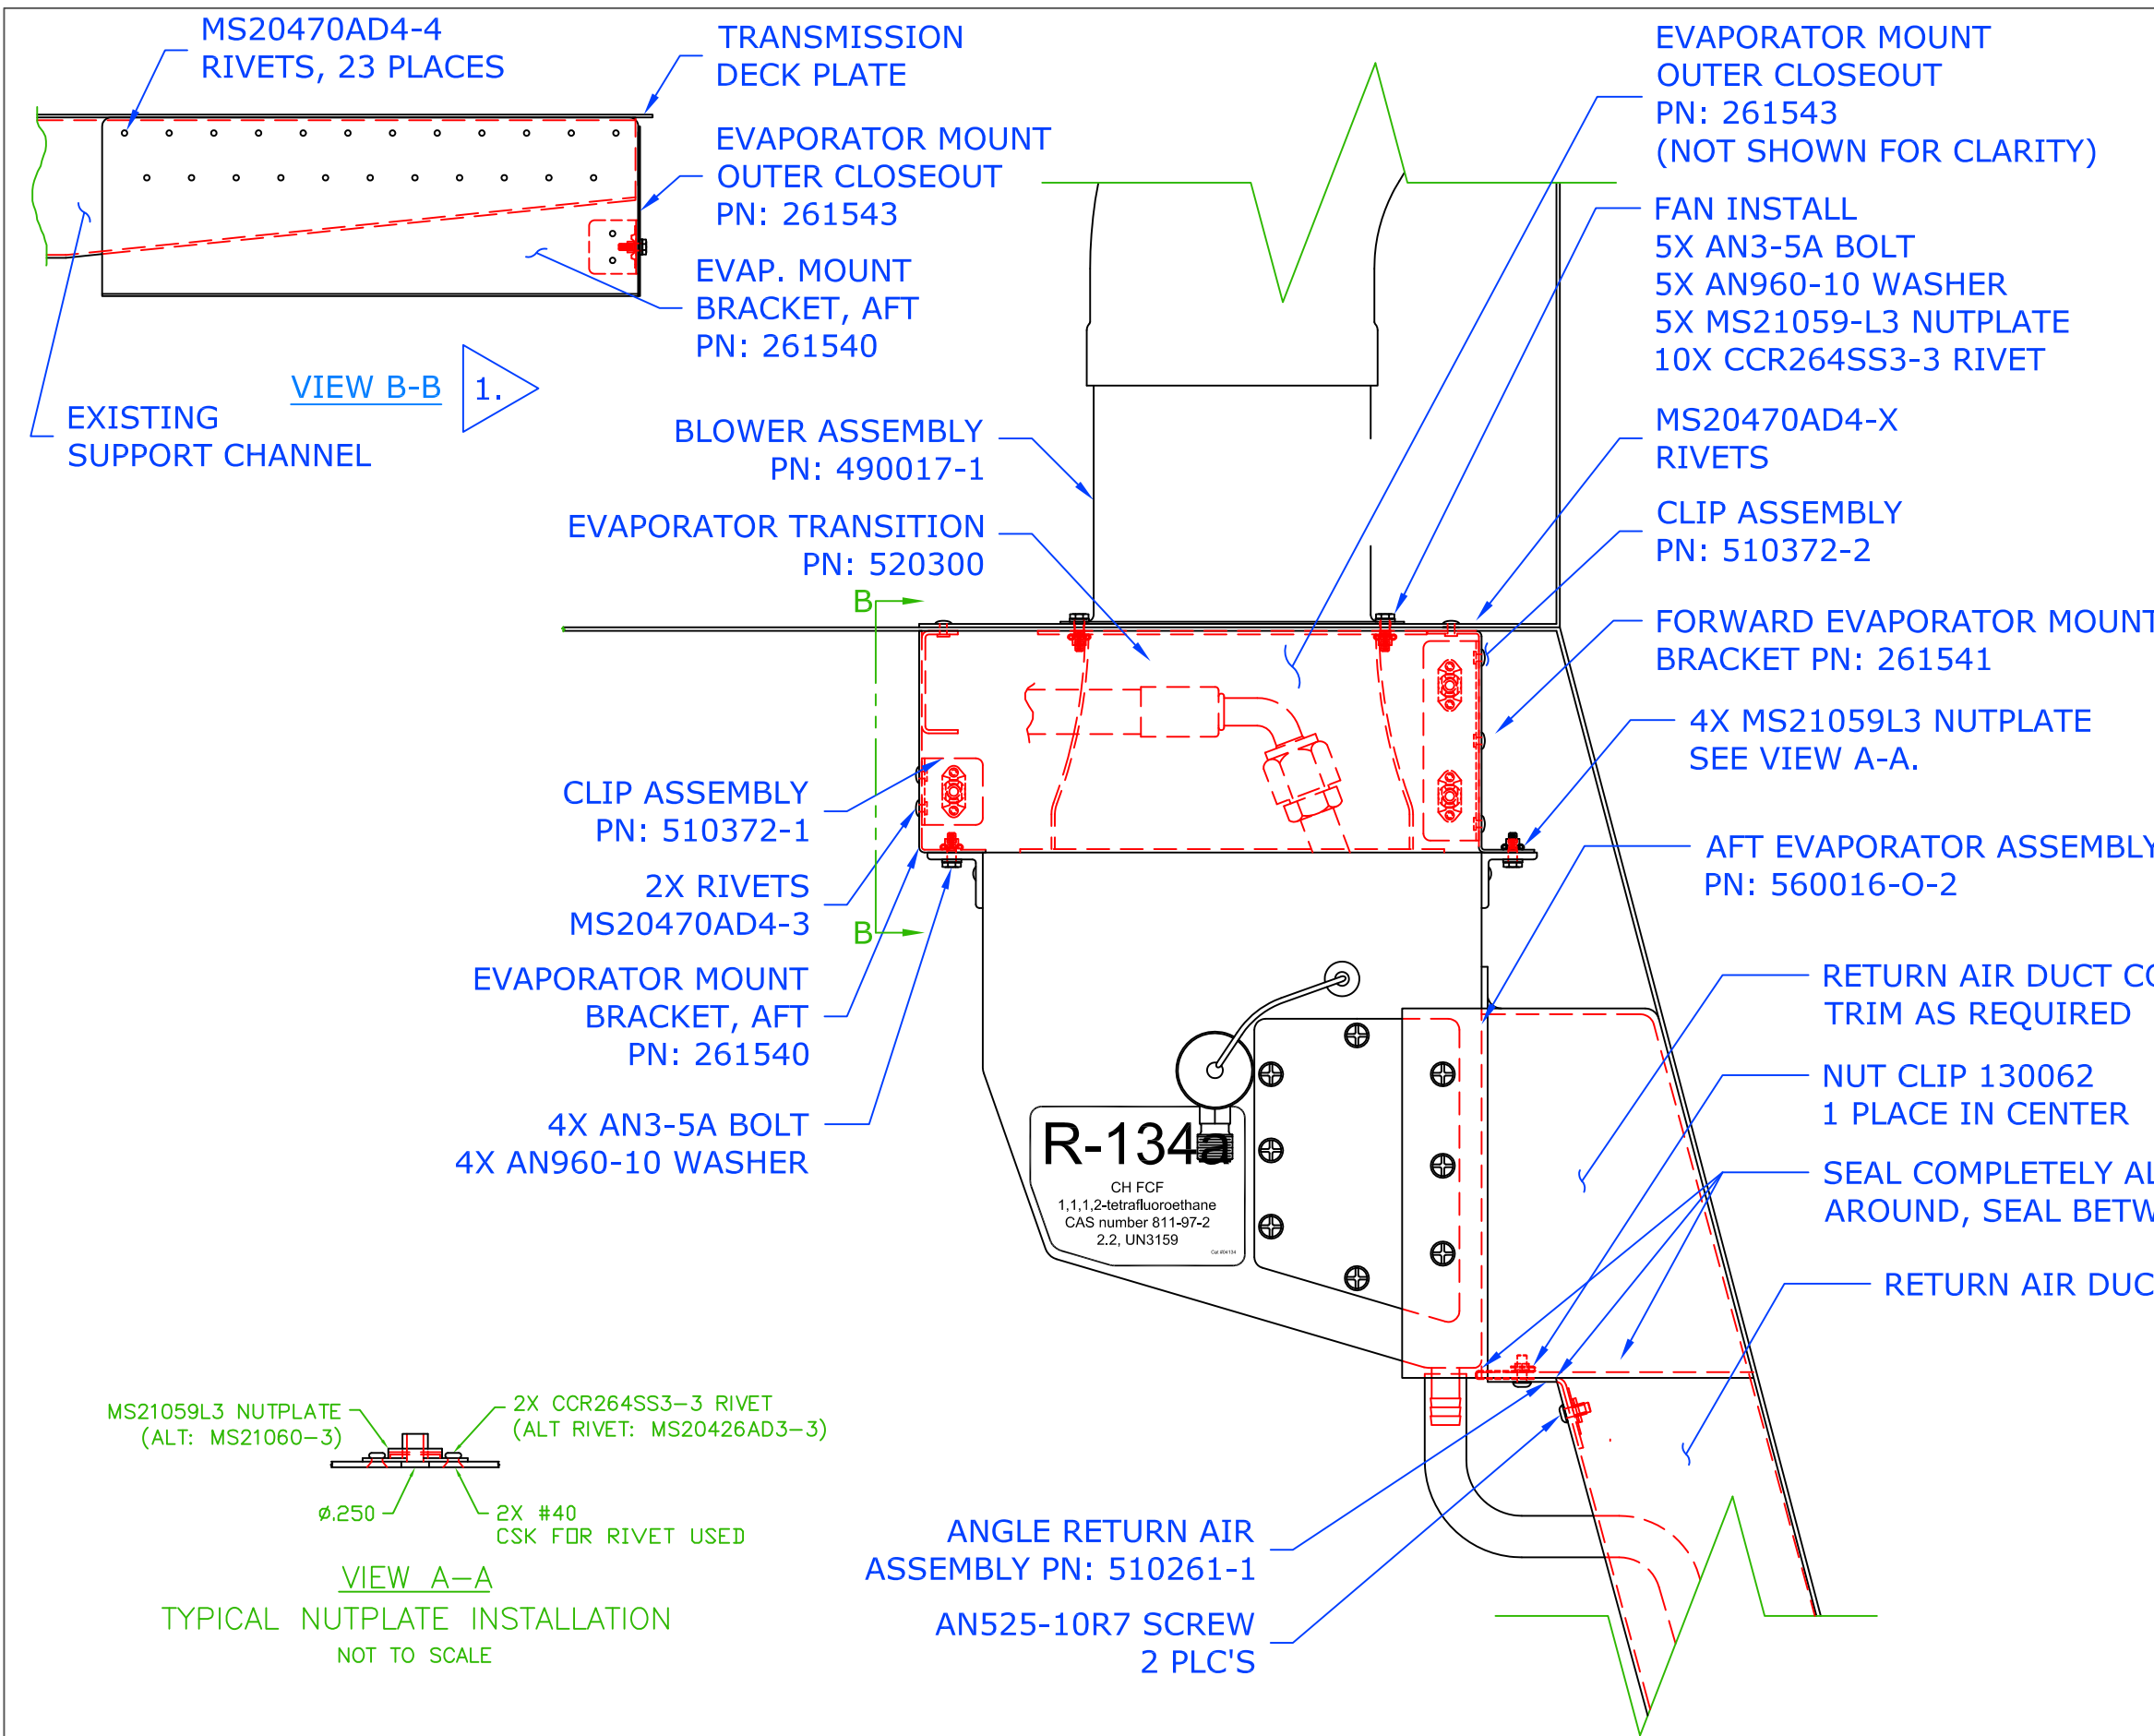 MS20470AD4-4
RIVETS, 23 PLACES
TRANSMISSION
DECK PLATE
EVAPORATOR MOUNT
OUTER CLOSEOUT
PN: 261543
EVAP. MOUNT
BRACKET, AFT
PN: 261540
VIEW B-B
1.
EXISTING
SUPPORT CHANNEL
EVAPORATOR MOUNT
OUTER CLOSEOUT
PN: 261543
(NOT SHOWN FOR CLARITY)
FAN INSTALL
5X AN3-5A BOLT
5X AN960-10 WASHER
5X MS21059-L3 NUTPLATE
10X CCR264SS3-3 RIVET
MS20470AD4-X
RIVETS
CLIP ASSEMBLY
PN: 510372-2
FORWARD EVAPORATOR MOUNT
BRACKET PN: 261541
4X MS21059L3 NUTPLATE
SEE VIEW A-A.
AFT EVAPORATOR ASSEMBLY
PN: 560016-O-2
RETURN AIR DUCT CO
TRIM AS REQUIRED
NUT CLIP 130062
1 PLACE IN CENTER
SEAL COMPLETELY AL
AROUND, SEAL BETW
RETURN AIR DUC
BLOWER ASSEMBLY
PN: 490017-1
EVAPORATOR TRANSITION
PN: 520300
B
B
CLIP ASSEMBLY
PN: 510372-1
2X RIVETS
MS20470AD4-3
EVAPORATOR MOUNT
BRACKET, AFT
PN: 261540
4X AN3-5A BOLT
4X AN960-10 WASHER
R-134a
CH FCF
1,1,1,2-tetrafluoroethane
CAS number 811-97-2
2.2, UN3159
MS21059L3 NUTPLATE
(ALT: MS21060-3)
2X CCR264SS3-3 RIVET
(ALT RIVET: MS20426AD3-3)
ø.250
2X #40
CSK FOR RIVET USED
VIEW A-A
TYPICAL NUTPLATE INSTALLATION
NOT TO SCALE
ANGLE RETURN AIR
ASSEMBLY PN: 510261-1
AN525-10R7 SCREW
2 PLC'S